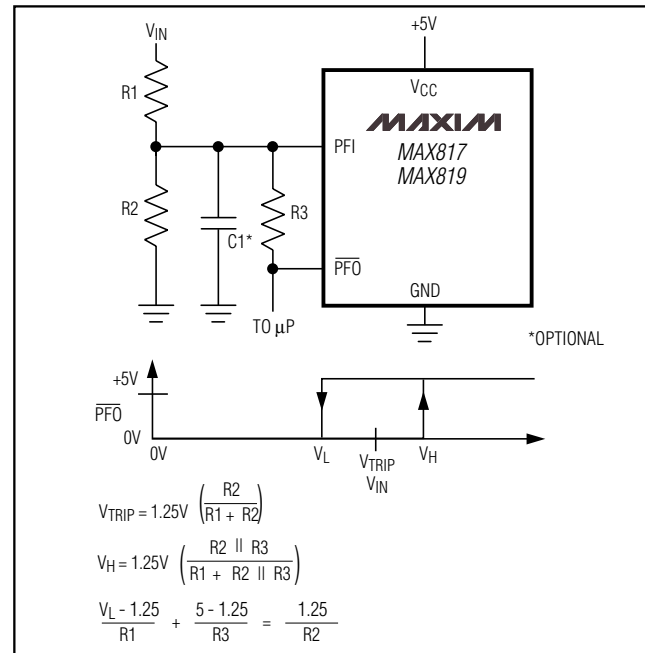 VIN
+5V
R1
VCC
MAXIM
PFI
MAX817
MAX819
R2
R3
C1*
P̅F̅O̅
GND
TO µP
*OPTIONAL
+5V
P̅F̅O̅
0V
0V
VL
VTRIP
VH
VIN
VTRIP = 1.25V (R2 / R1 + R2)
VH = 1.25V (R2 || R3 / R1 + R2 || R3)
VL - 1.25 / R1 + 5 - 1.25 / R3 = 1.25 / R2